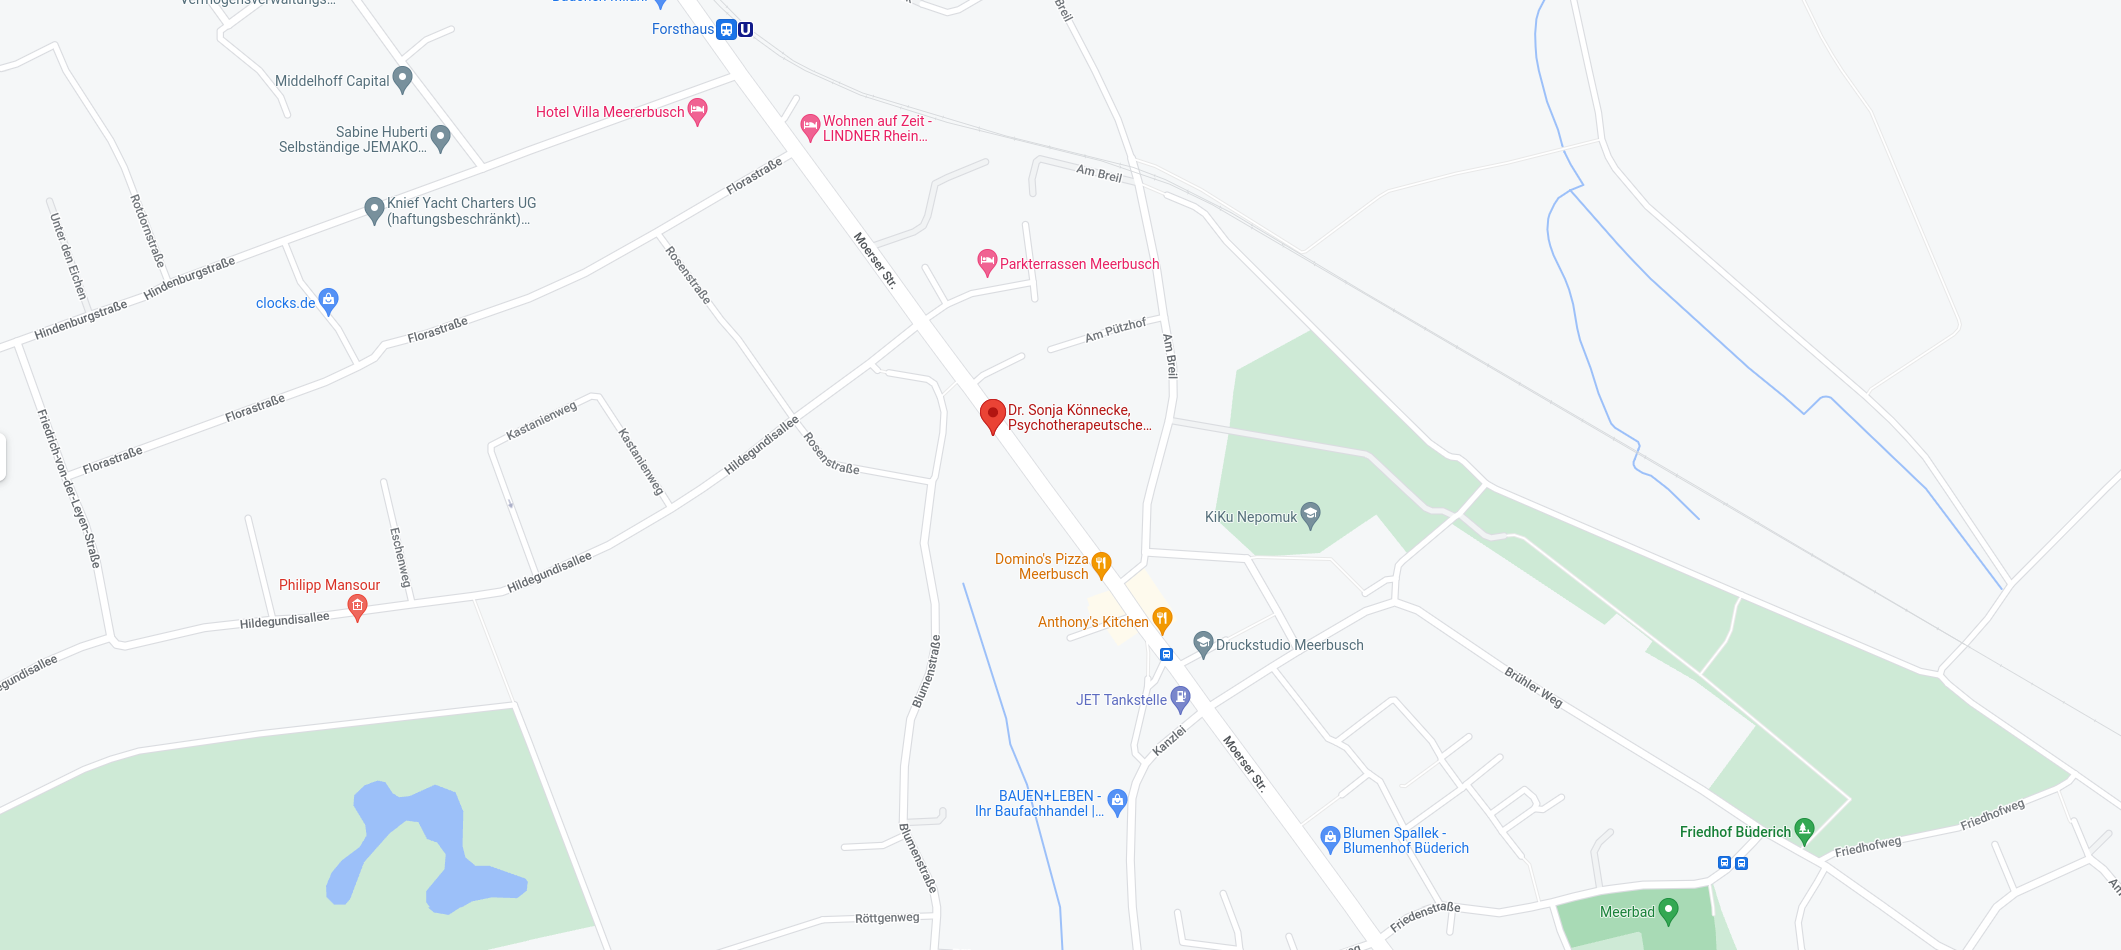 Forsthaus
U
Middelhoff Capital
Hotel Villa Meererbusch
Wohnen auf Zeit -
LINDNER Rhein...
Sabine Huberti
Selbständige JEMAKO...
Florastraße
Am Breil
Rotdornstraße
Unter den Eichen
Knief Yacht Charters UG
(haftungsbeschränkt)...
Hindenburgstraße
Moerser Str.
Rosenstraße
Parkterrassen Meerbusch
clocks.de
Hindenburgstraße
Florastraße
Am Pützhof
Am Breil
Florastraße
Kastanienweg
Dr. Sonja Könnecke,
Psychotherapeutsche...
Friedrich-von-der-Leyen-Straße
Florastraße
Kastanienweg
Hildegundisallee
Rosenstraße
KiKu Nepomuk
Eschenweg
Domino's Pizza
Meerbusch
Philipp Mansour
Hildegundisallee
Hildegundisallee
Anthony's Kitchen
Druckstudio Meerbusch
Blumenstraße
Brühler Weg
JET Tankstelle
Kanzlei
Moerser Str.
BAUEN+LEBEN -
Ihr Baufachhandel |...
Blumen Spallek -
Blumenhof Büderich
Friedhof Büderich
Friedhofweg
Friedhofweg
Blumenstraße
Röttgenweg
Friedenstraße
Meerbad